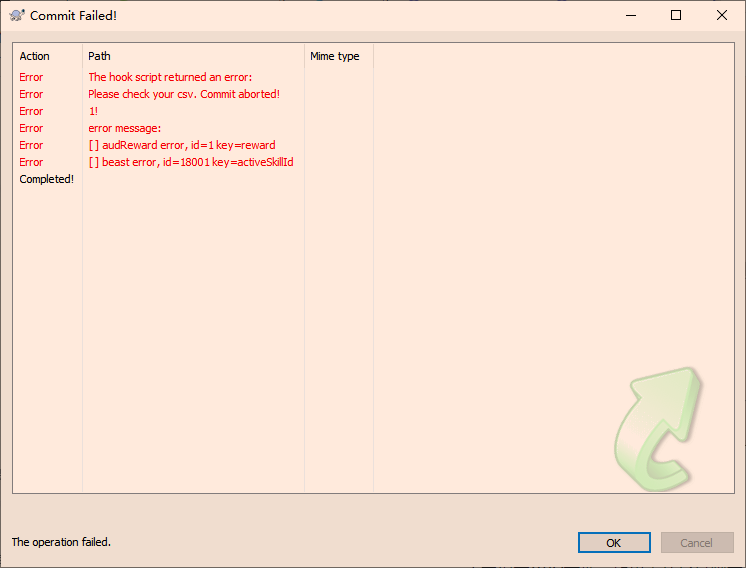 Commit Failed!
Action Path Mime type
Error The hook script returned an error:
Error Please check your csv. Commit aborted!
Error 1!
Error error message:
Error [ ] audReward error, id=1 key=reward
Error [ ] beast error, id=18001 key=activeSkillId
Completed!
The operation failed.
OK Cancel